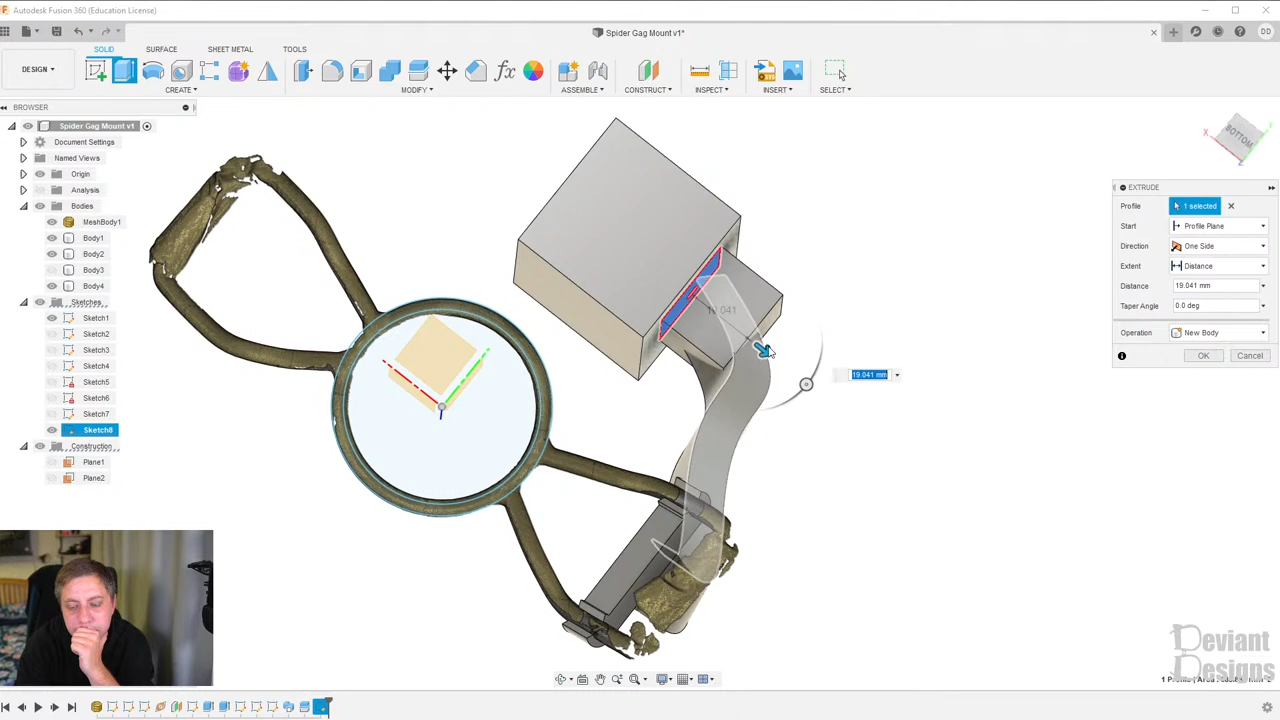 Autodesk Fusion 360 (Education License)
Spider Gag Mount v1*
DD
DESIGN
SOLID
SURFACE
SHEET METAL
TOOLS
CREATE
MODIFY
ASSEMBLE
CONSTRUCT
INSPECT
INSERT
SELECT
BROWSER
Spider Gag Mount v1
Document Settings
Named Views
Origin
Analysis
Bodies
MeshBody1
Body1
Body2
Body3
Body4
Sketches
Sketch1
Sketch2
Sketch3
Sketch4
Sketch5
Sketch6
Sketch7
Sketch8
Construction
Plane1
Plane2
19.041
19.041 mm
BOTTOM
X
Z
EXTRUDE
Profile
1 selected
Start
Profile Plane
Direction
One Side
Extent
Distance
Distance
19.041 mm
Taper Angle
0.0 deg
Operation
New Body
OK
Cancel
Deviant
Designs